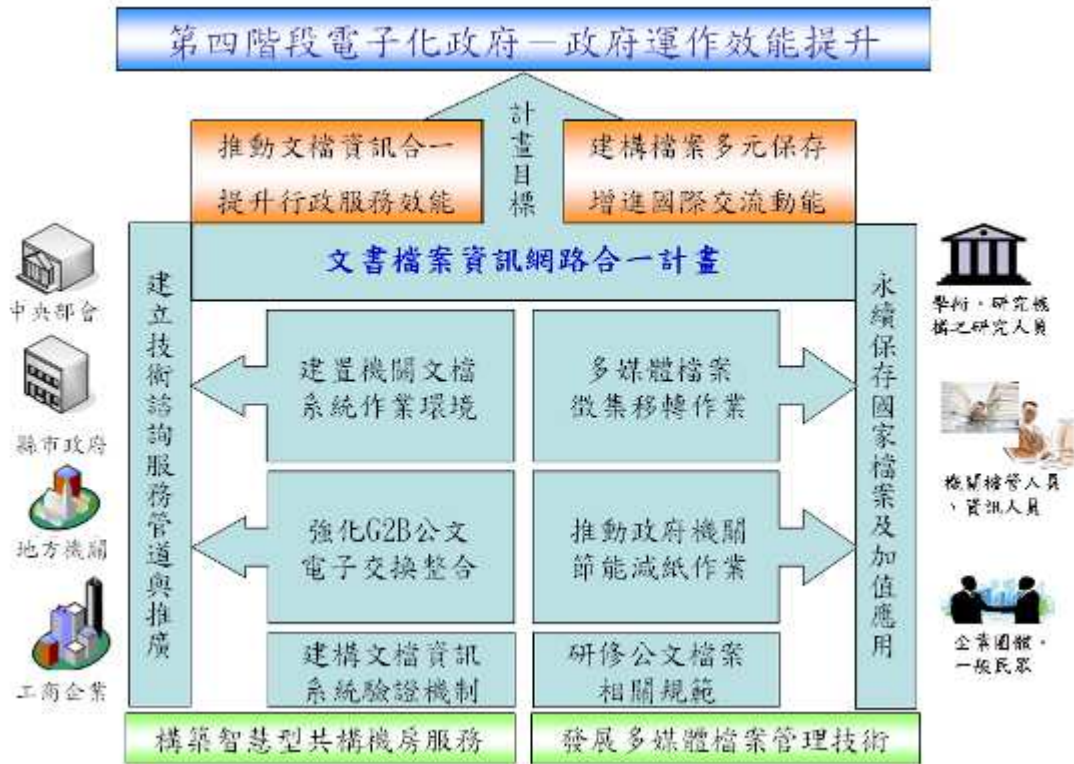 第四階段電子化政府－政府運作效能提升
計畫目標
推動文檔資訊合一
提升行政服務效能
建構檔案多元保存
增進國際交流動能
文書檔案資訊網路合一計畫
建立技術諮詢服務管道與推廣
永續保存國家檔案及加值應用
中央部會
縣市政府
地方機關
工商企業
建置機關文檔
系統作業環境
多媒體檔案
徵集移轉作業
強化G2B公文
電子交換整合
推動政府機關
節能減紙作業
建構文檔資訊
系統驗證機制
研修公文檔案
相關規範
學術、研究機
構之研究人員
機關檔管人員
、資訊人員
企業團體、
一般民眾
構築智慧型共構機房服務
發展多媒體檔案管理技術